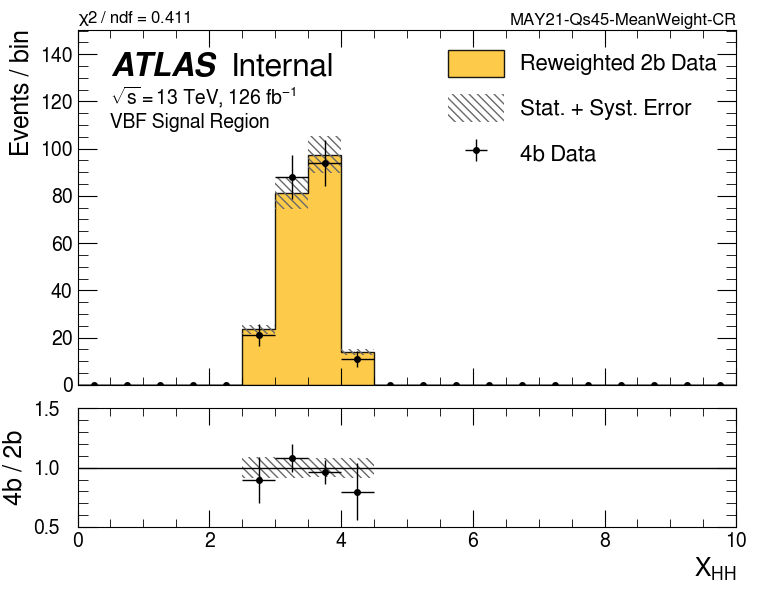 χ² / ndf = 0.411
MAY21-Qs45-MeanWeight-CR
ATLAS Internal
√s = 13 TeV, 126 fb⁻¹
VBF Signal Region
Reweighted 2b Data
Stat. + Syst. Error
4b Data
Events / bin
140
120
100
80
60
40
20
0
4b / 2b
1.5
1.0
0.5
0 2 4 6 8 10
X_HH